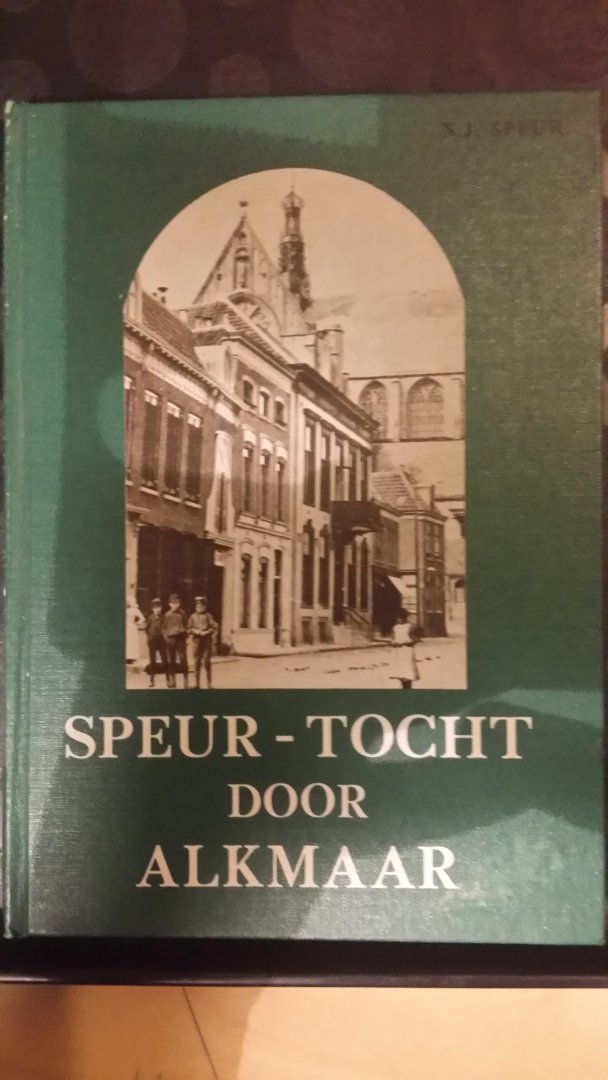 N.J. SPEUR
SPEUR - TOCHT
DOOR
ALKMAAR